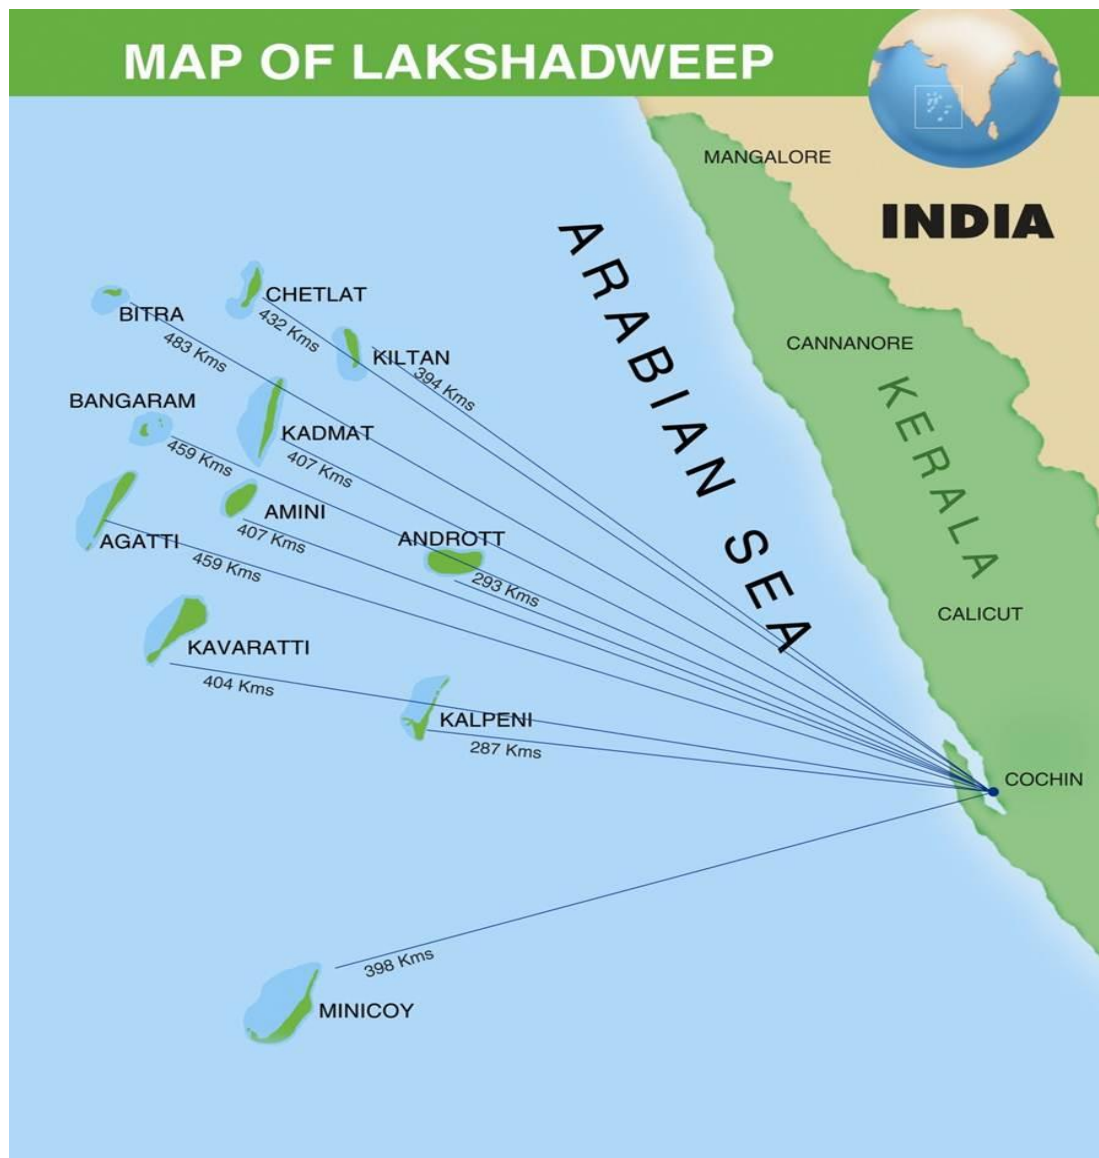 MAP OF LAKSHADWEEP
MANGALORE
INDIA
ARABIAN SEA
CHETLAT
432 Kms
BITRA
483 Kms
KILTAN
394 Kms
CANNANORE
KERALA
BANGARAM
459 Kms
KADMAT
407 Kms
AMINI
407 Kms
ANDROTT
293 Kms
AGATTI
459 Kms
CALICUT
KAVARATTI
404 Kms
KALPENI
287 Kms
COCHIN
398 Kms
MINICOY